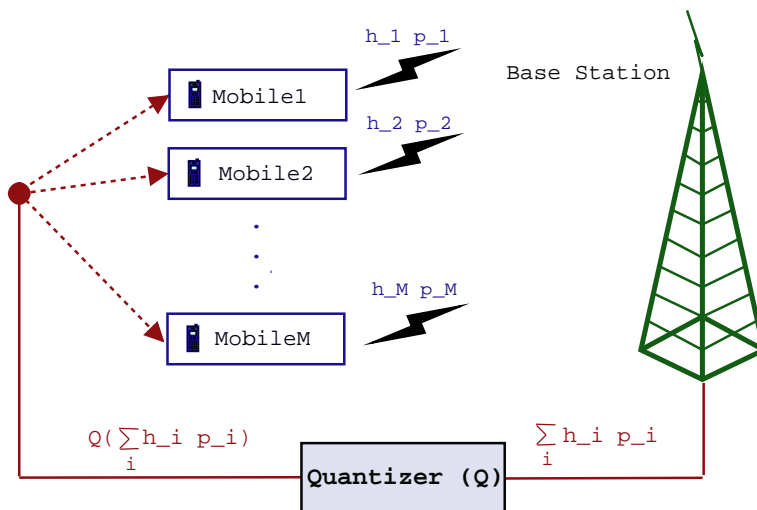 h_1 p_1
Base Station
Mobile1
h_2 p_2
Mobile2
h_M p_M
MobileM
Q(∑h_i p_i)
i
∑ h_i p_i
i
Quantizer (Q)